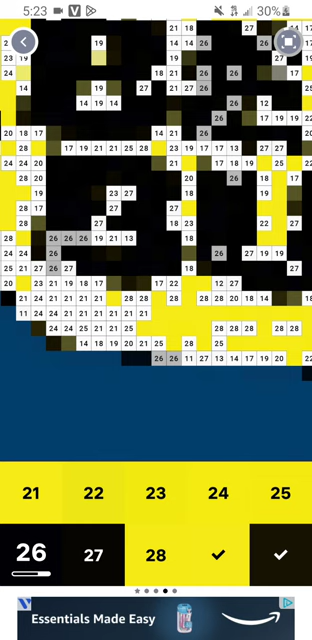 5:23 30%
21 18 27 14 17
2 19 14 14 26 26
23 19 19 27
24 18 21 26 26 17
14 19 27 21 27 26
14 19 14 26 12
26 17 19 19 22
20 18 17 14 21 26
28 17 19 21 21 25 28 23 19 17 17 13 27 27
24 24 20 21 17 18 19 25 22
28 20 20 26 18 17
19 23 27 18 19
28 17 27 27 22
28 27 18 23 22
28 26 26 26 19 21 13 18 22 27
24 24 26 26 27 19 19
25 21 27 26 27 18 27
20 23 21 19 18 17 17 22 12 27
21 24 21 21 21 21 28 28 28 28 28 20 18 14 18
11 24 24 21 21 21 21 21 21
24 24 25 21 21 25 28 28 28 28 28
14 18 19 20 21 25 28 25
26 26 11 27 13 14 17 19 20 22
21 22 23 24 25
26 27 28
Essentials Made Easy